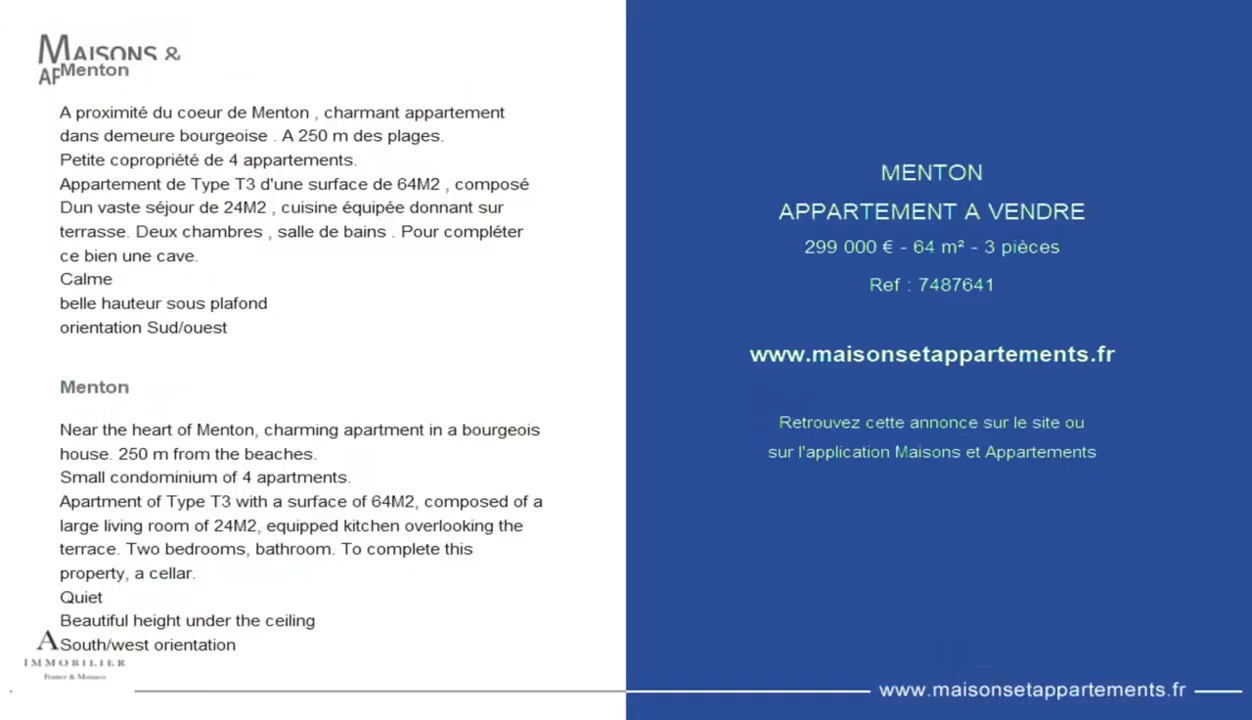 MAISONS &
AP
Menton
A proximité du coeur de Menton , charmant appartement
dans demeure bourgeoise . A 250 m des plages.
Petite copropriété de 4 appartements.
Appartement de Type T3 d'une surface de 64M2 , composé
Dun vaste séjour de 24M2 , cuisine équipée donnant sur
terrasse. Deux chambres , salle de bains . Pour compléter
ce bien une cave.
Calme
belle hauteur sous plafond
orientation Sud/ouest
Menton
Near the heart of Menton, charming apartment in a bourgeois
house. 250 m from the beaches.
Small condominium of 4 apartments.
Apartment of Type T3 with a surface of 64M2, composed of a
large living room of 24M2, equipped kitchen overlooking the
terrace. Two bedrooms, bathroom. To complete this
property, a cellar.
Quiet
Beautiful height under the ceiling
South/west orientation
A
IMMOBILIER
France & Monaco
MENTON
APPARTEMENT A VENDRE
299 000 € - 64 m² - 3 pièces
Ref : 7487641
www.maisonsetappartements.fr
Retrouvez cette annonce sur le site ou
sur l'application Maisons et Appartements
www.maisonsetappartements.fr